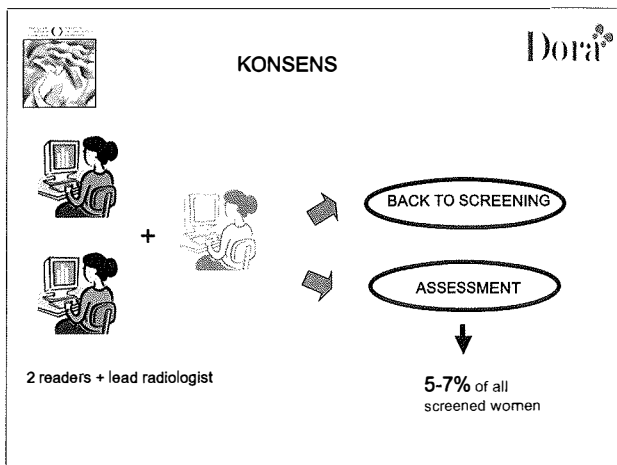 KONSENS
Dora
+
BACK TO SCREENING
ASSESSMENT
2 readers + lead radiologist
5-7% of all
screened women